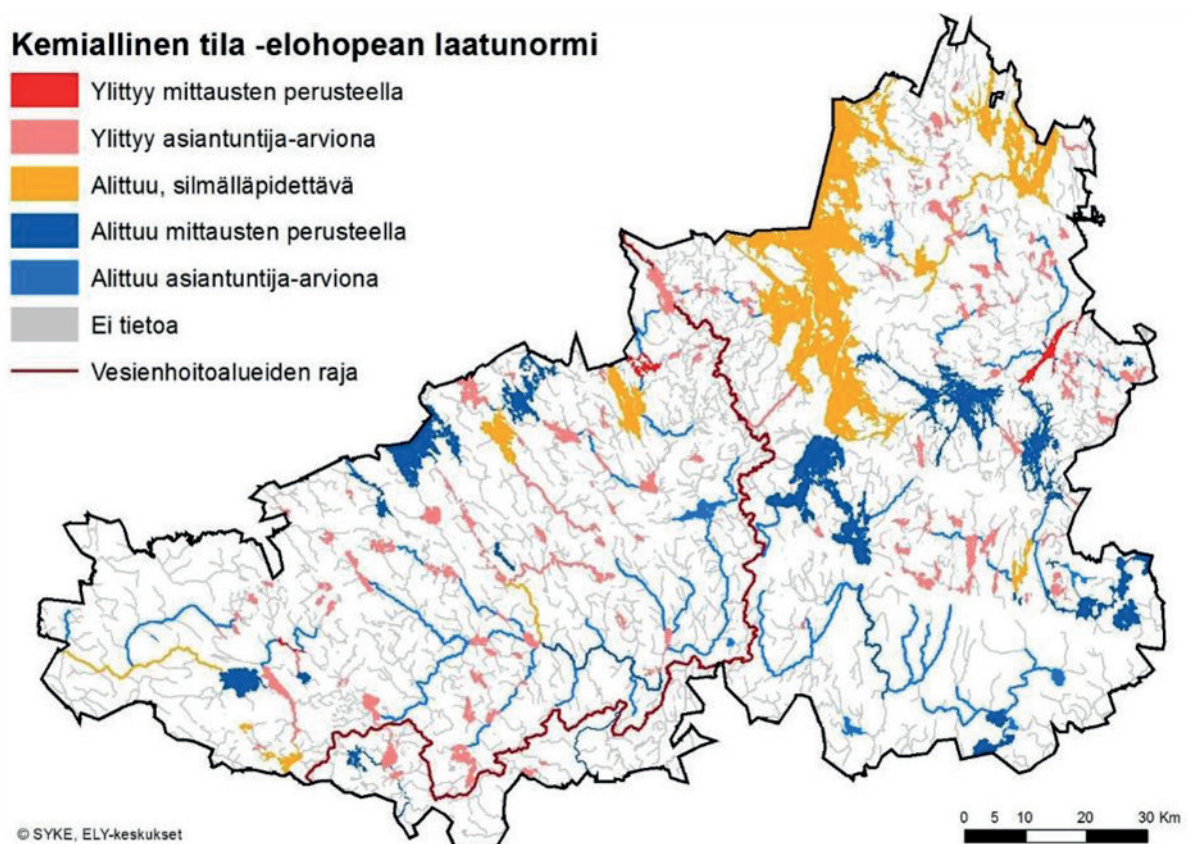 Kemiallinen tila -elohopean laatunormi
Ylittyy mittausten perusteella
Ylittyy asiantuntija-arviona
Alittuu, silmälläpidettävä
Alittuu mittausten perusteella
Alittuu asiantuntija-arviona
Ei tietoa
Vesienhoitoalueiden raja
© SYKE, ELY-keskukset
0 5 10 20 30 Km